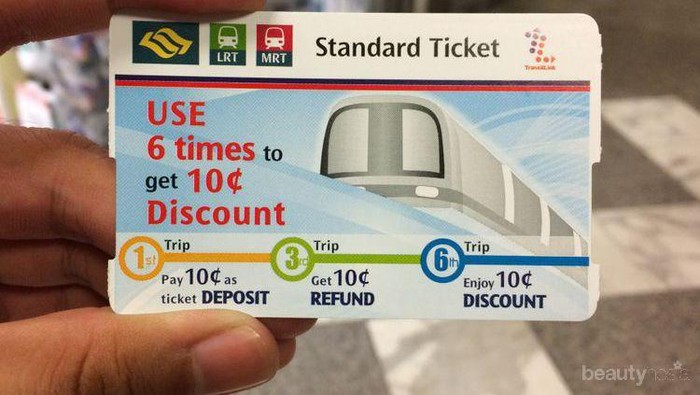 LRT
MRT
Standard Ticket
TransitLink
USE
6 times to
get 10¢
Discount
1st Trip
Pay 10¢ as
ticket DEPOSIT
3rd Trip
Get 10¢
REFUND
6th Trip
Enjoy 10¢
DISCOUNT
beautynesia